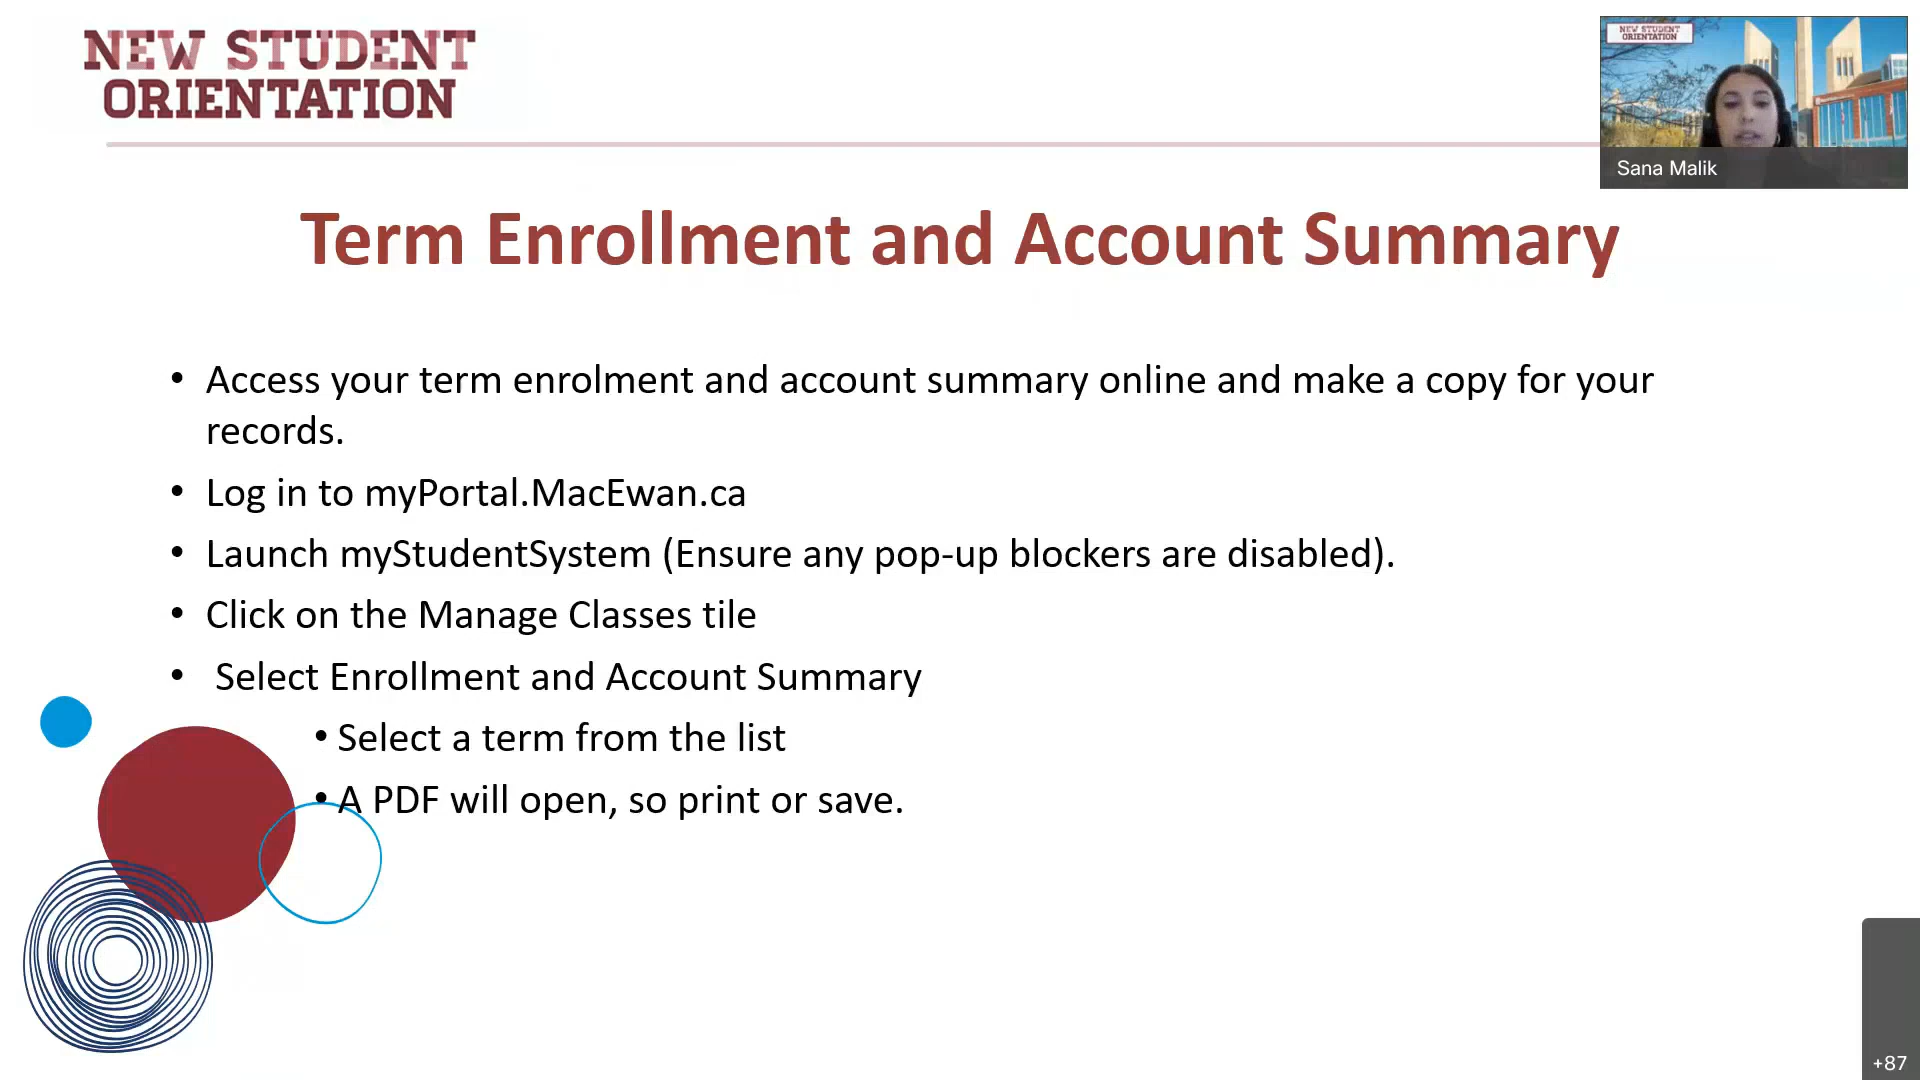 NEW STUDENT
ORIENTATION
NEW STUDENT
ORIENTATION
Sana Malik
Term Enrollment and Account Summary
• Access your term enrolment and account summary online and make a copy for your
records.
• Log in to myPortal.MacEwan.ca
• Launch myStudentSystem (Ensure any pop-up blockers are disabled).
• Click on the Manage Classes tile
• Select Enrollment and Account Summary
• Select a term from the list
• A PDF will open, so print or save.
+87